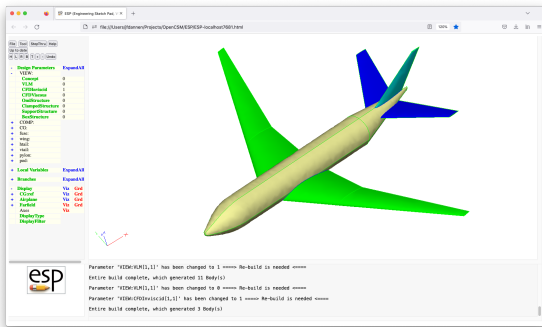 ESP (Engineering Sketch Pad, ×
file:///Users/jfdannen/Projects/OpenCSM/ESP/ESP-localhost7681.html
120%
File Tool StepThru Help
Up to date
H L R B T + - Undo
- Design Parameters ExpandAll
- VIEW:
Concept 0
VLM 0
CFDInviscid 1
CFDViscous 0
OmlStructure 0
ClampedStructure 0
SupportStructure 0
BoxStructure 0
+ COMP:
+ CG:
+ fuse:
+ wing:
+ htail:
+ vtail:
+ pylon:
+ pod:
+ Local Variables ExpandAll
+ Branches ExpandAll
- Display Viz Grd
+ CG:ref Viz Grd
+ Airplane Viz Grd
+ Farfield Viz Grd
Axes Viz
DisplayType
DisplayFilter
esp
Parameter 'VIEW:VLM[1,1]' has been changed to 1 ====> Re-build is needed <====
Entire build complete, which generated 11 Body(s)
Parameter 'VIEW:VLM[1,1]' has been changed to 0 ====> Re-build is needed <====
Parameter 'VIEW:CFDInviscid[1,1]' has been changed to 1 ====> Re-build is needed <====
Entire build complete, which generated 3 Body(s)